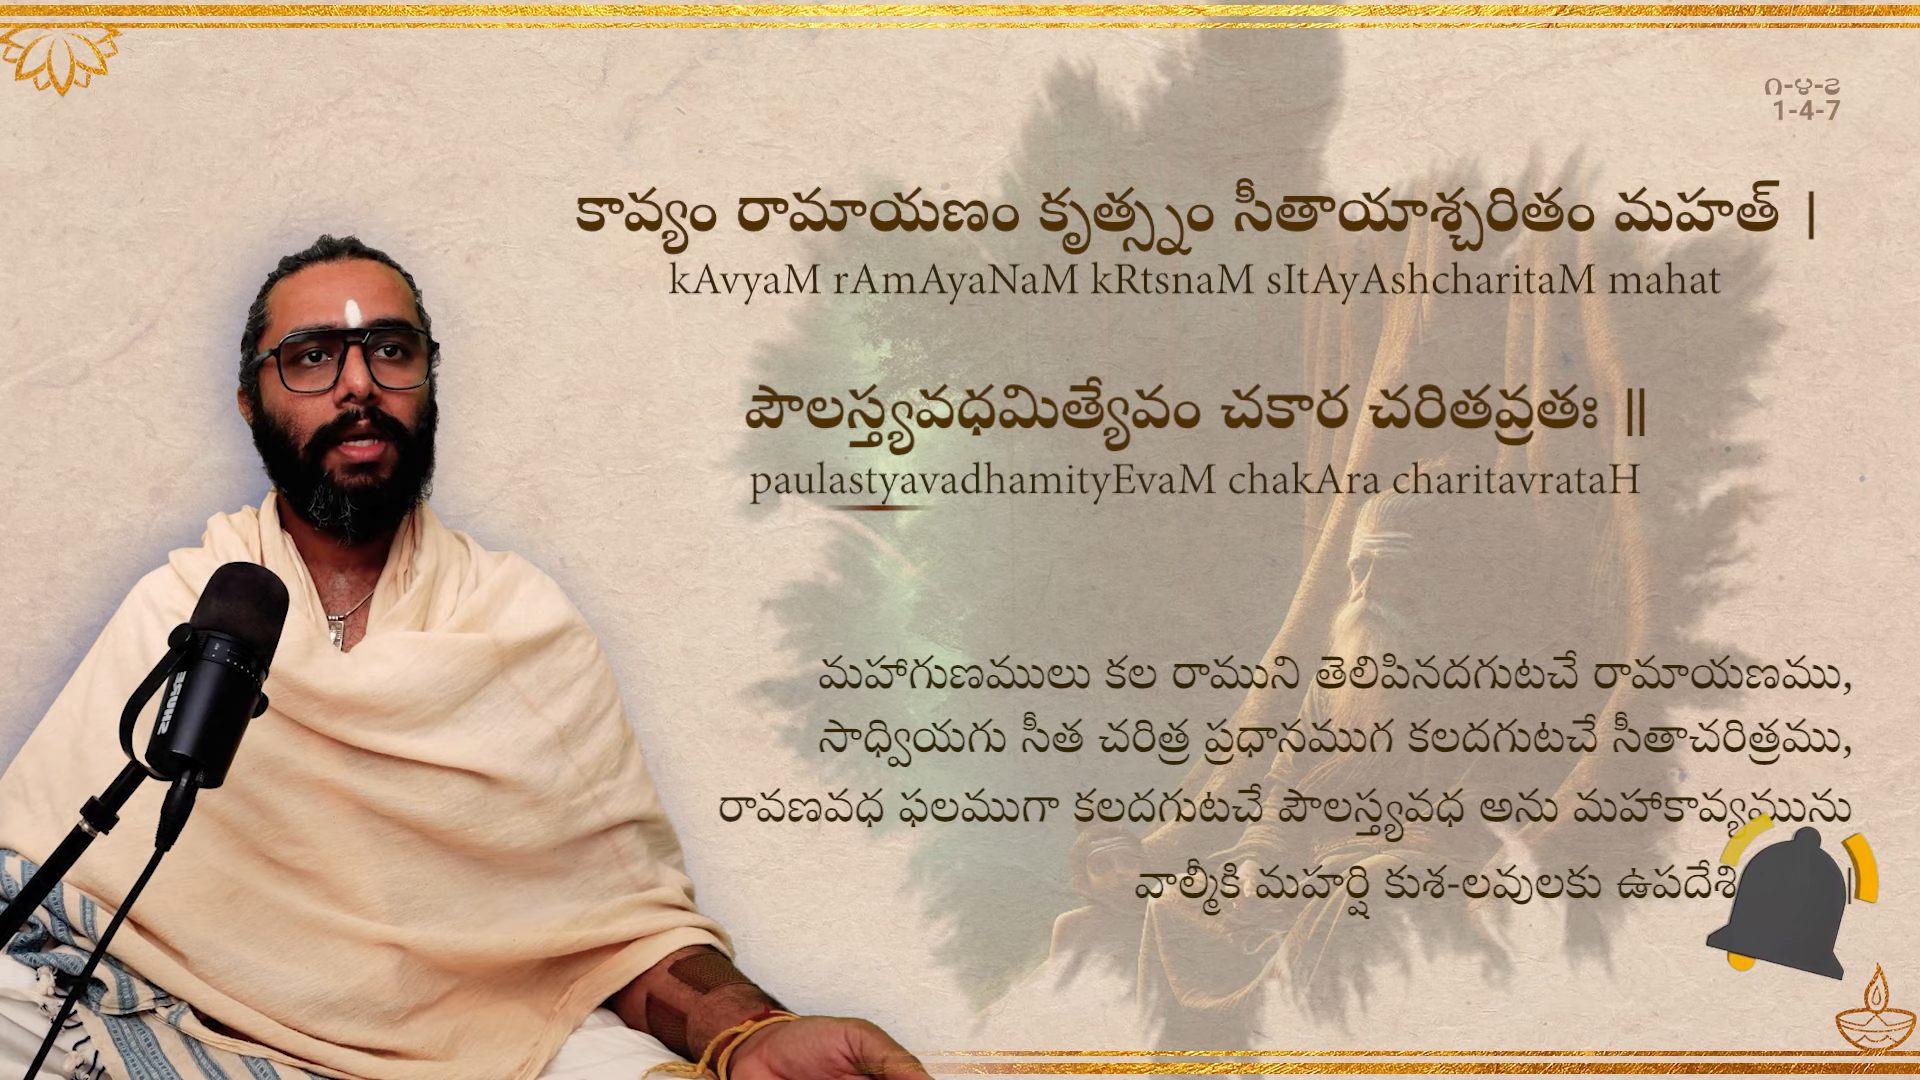 ౧-౪-౭
1-4-7
కావ్యం రామాయణం కృత్స్నం సీతాయాశ్చరితం మహత్ |
kAvyaM rAmAyaNaM kRtsnaM sItAyAshcharitaM mahat
పౌలస్త్యవధమిత్యేవం చకార చరితవ్రతః ||
paulastyavadhamityEvaM chakAra charitavrataH
మహాగుణములు కల రాముని తెలిపినదగుటచే రామాయణము,
సాధ్వియగు సీత చరిత్ర ప్రధానముగ కలదగుటచే సీతాచరిత్రము,
రావణవధ ఫలముగా కలదగుటచే పౌలస్త్యవధ అను మహాకావ్యమును
వాల్మీకి మహర్షి కుశ-లవులకు
SHURE